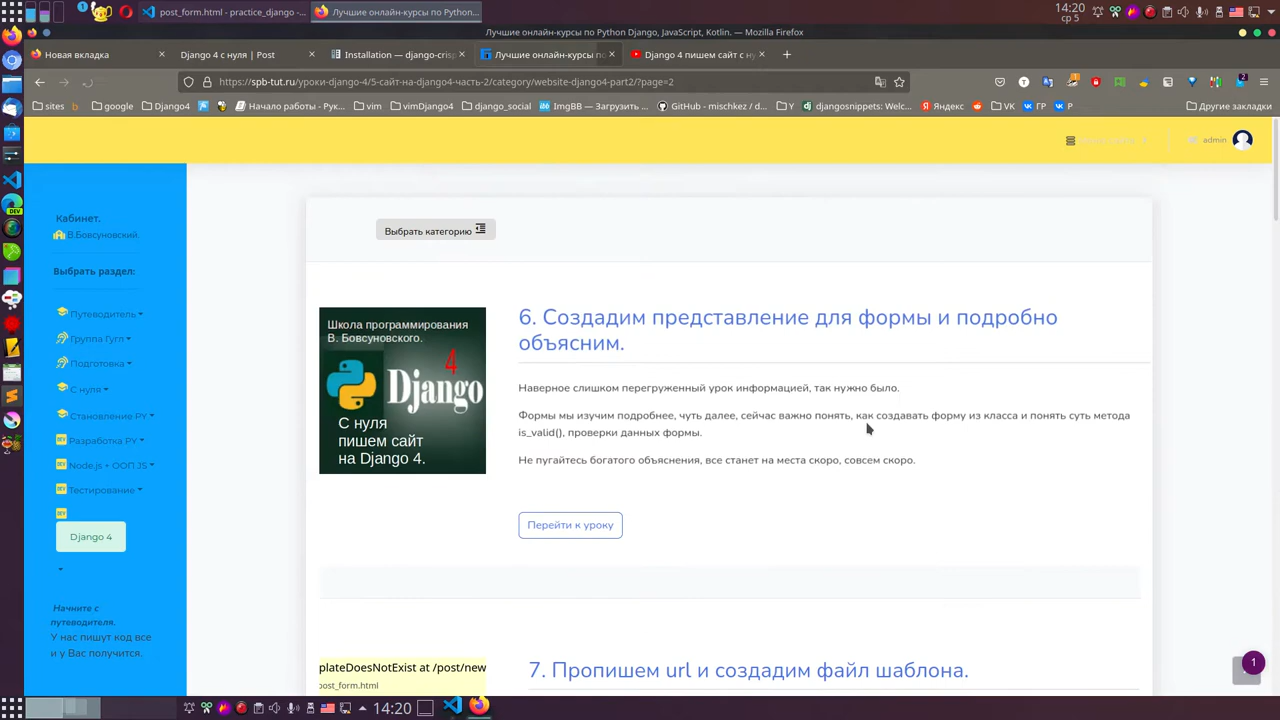 post_form.html - practice_django -...
Лучшие онлайн-курсы по Python...
14:20
ср 5
Лучшие онлайн-курсы по Python Django, JavaScript, Kotlin. — Mozilla Firefox
Новая вкладка
Django 4 с нуля | Post
Installation — django-crisp
Лучшие онлайн-курсы по
Django 4 пишем сайт с ну
https://spb-tut.ru/уроки-django-4/5-сайт-на-django4-часть-2/category/website-django4-part2/?page=2
2
sites
google
Django4
Начало работы - Рук...
vim
vimDjango4
django_social
ImgBB — Загрузить ...
GitHub - mischkez/d...
Y
djangosnippets: Welc...
Яндекс
VK
ГР
Р
Другие закладки
admin
Кабинет.
В.Бовсуновский.
Выбрать раздел:
Путеводитель
Группа Гугл
Подготовка
С нуля
Становление PY
Разработка PY
Node.js + ООП JS
Тестирование
Django 4
Начните с
путеводителя.
У нас пишут код все
и у Вас получится.
Выбрать категорию
Школа программирования
В. Бовсуновского.
4
Django
С нуля
пишем сайт
на Django 4.
6. Создадим представление для формы и подробно
объясним.
Наверное слишком перегруженный урок информацией, так нужно было.
Формы мы изучим подробнее, чуть далее, сейчас важно понять, как создавать форму из класса и понять суть метода
is_valid(), проверки данных формы.
Не пугайтесь богатого объяснения, все станет на места скоро, совсем скоро.
Перейти к уроку
plateDoesNotExist at /post/new
post_form.html
7. Пропишем url и создадим файл шаблона.
1
14:20